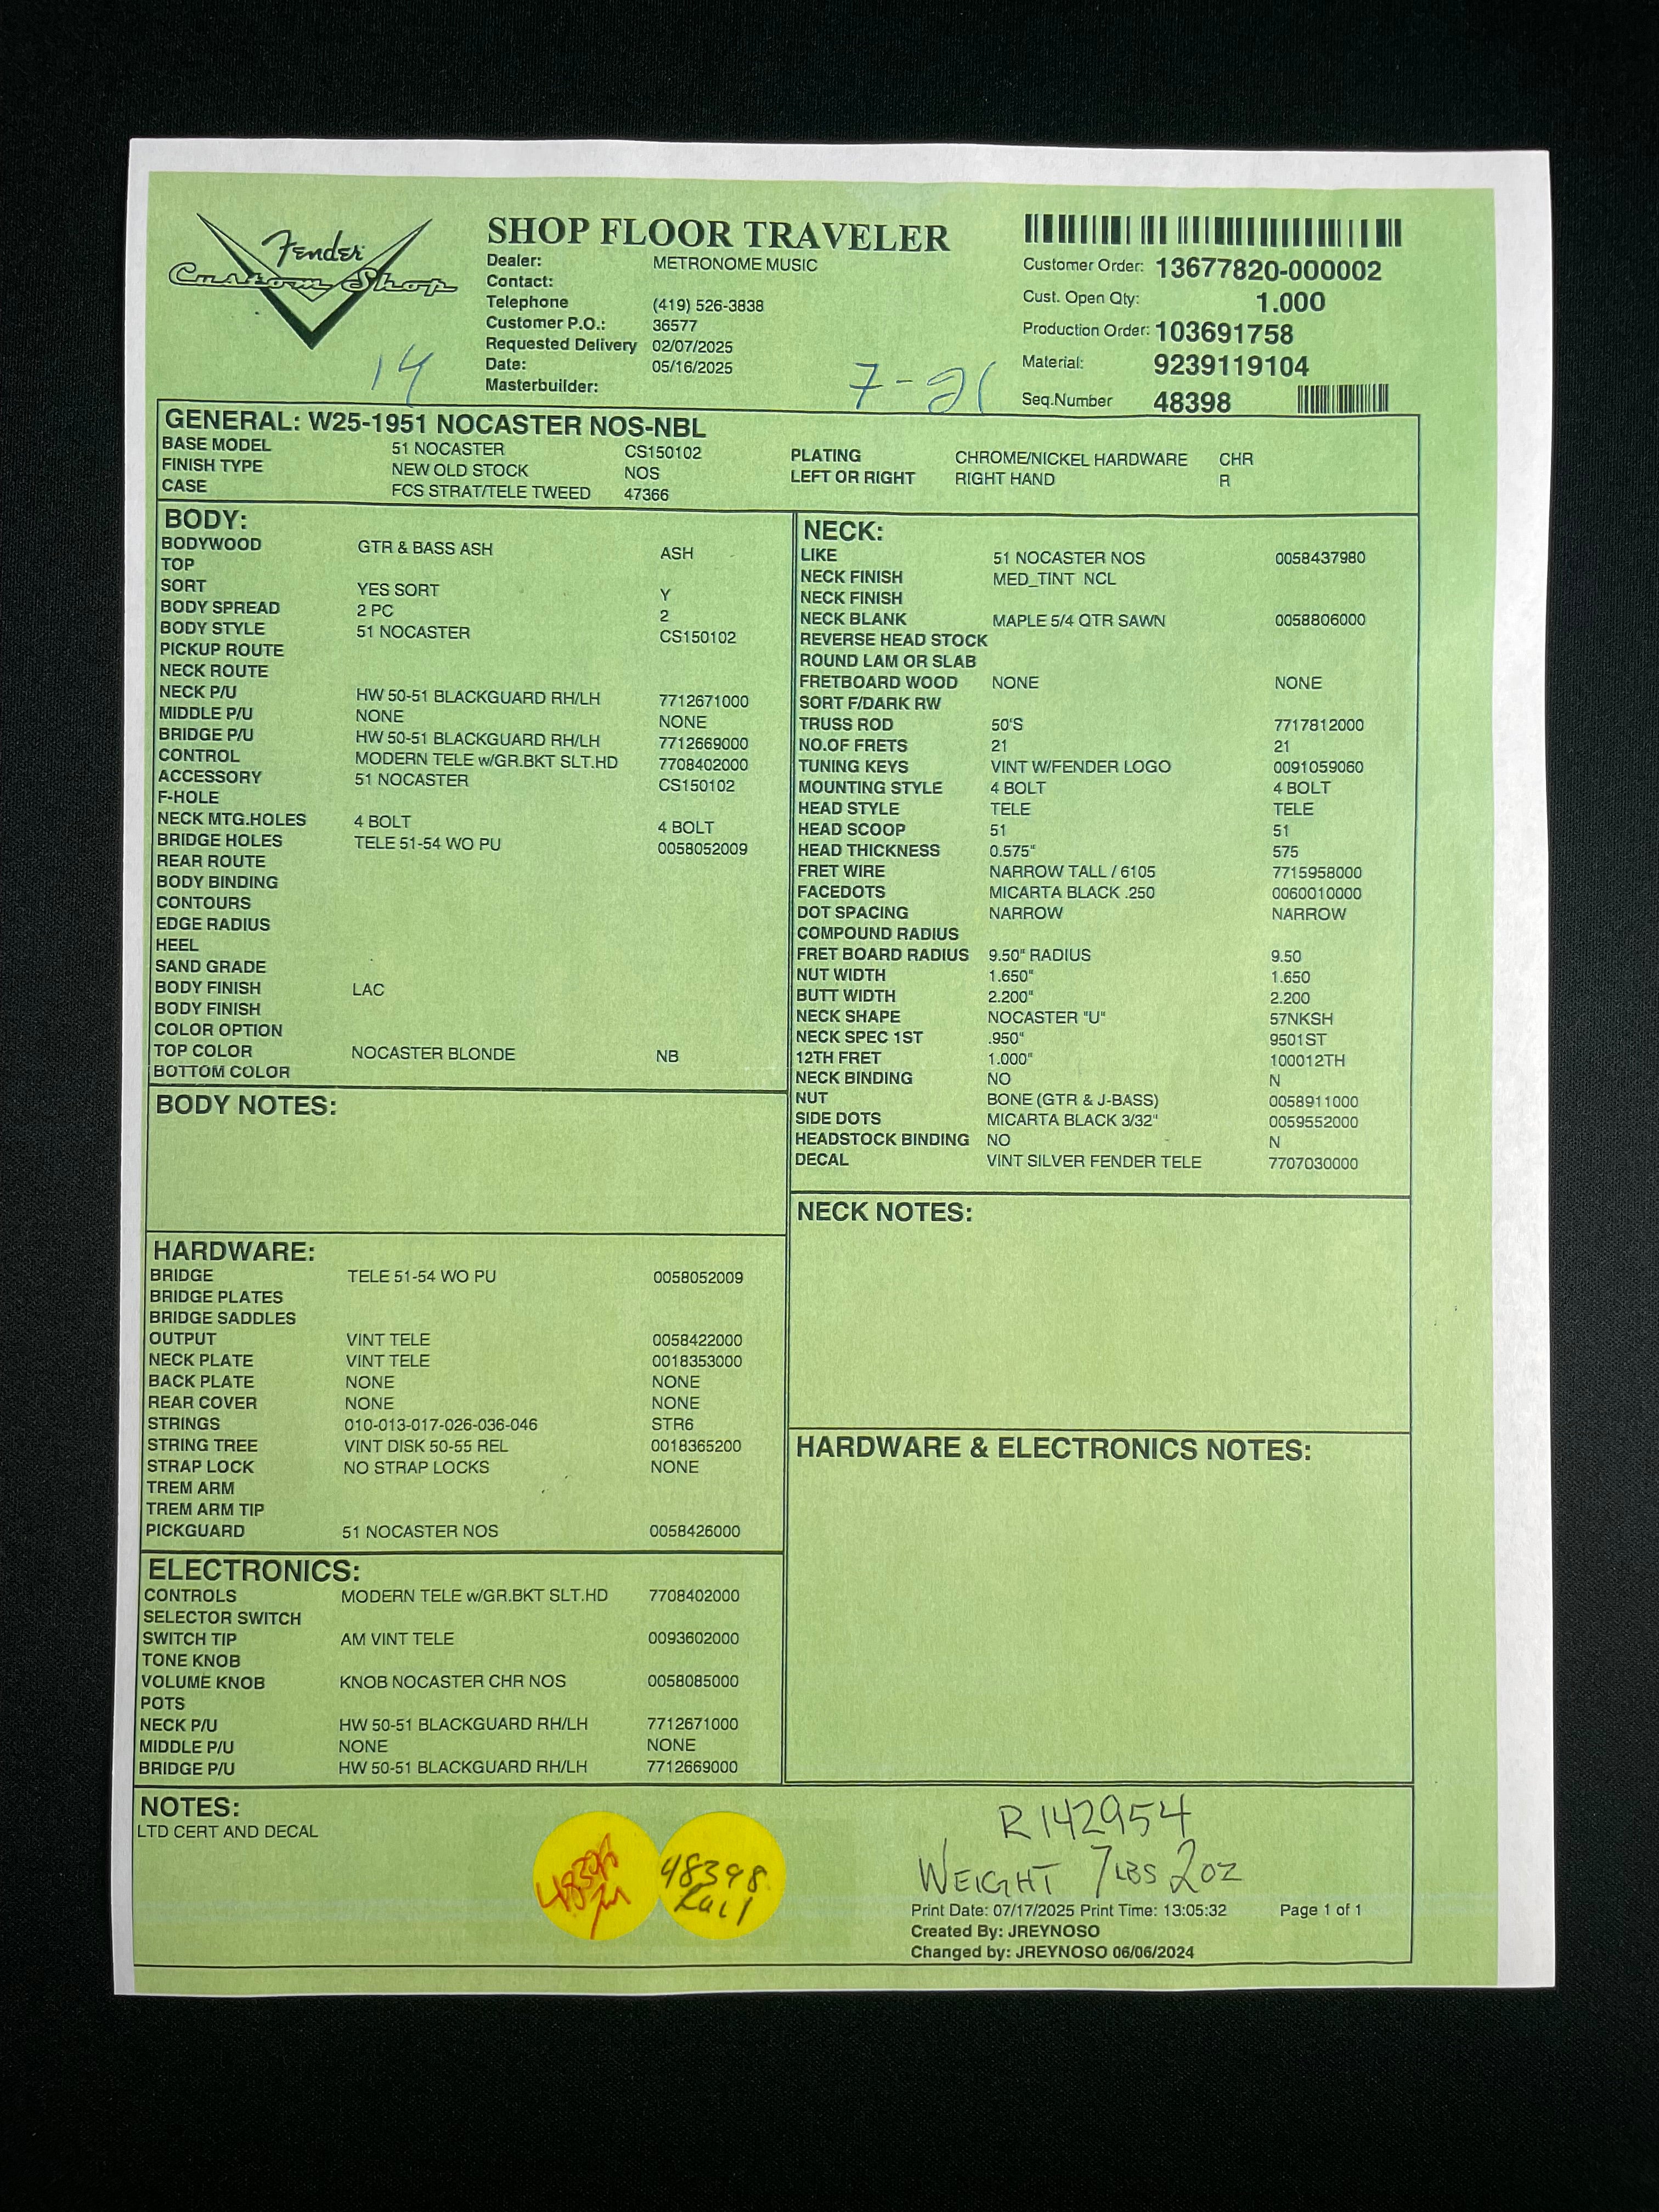 Fender
Custom Shop
SHOP FLOOR TRAVELER
Dealer: METRONOME MUSIC
Contact:
Telephone (419) 526-3838
Customer P.O.: 36577
Requested Delivery 02/07/2025
Date: 05/16/2025
Masterbuilder:
Customer Order: 13677820-000002
Cust. Open Qty: 1.000
Production Order: 103691758
Material: 9239119104
Seq.Number 48398
14
7-21
GENERAL: W25-1951 NOCASTER NOS-NBL
BASE MODEL 51 NOCASTER CS150102
FINISH TYPE NEW OLD STOCK NOS
CASE FCS STRAT/TELE TWEED 47366
PLATING CHROME/NICKEL HARDWARE CHR
LEFT OR RIGHT RIGHT HAND R
BODY:
BODYWOOD GTR & BASS ASH ASH
TOP
SORT YES SORT Y
BODY SPREAD 2 PC 2
BODY STYLE 51 NOCASTER CS150102
PICKUP ROUTE
NECK ROUTE
NECK P/U HW 50-51 BLACKGUARD RH/LH 7712671000
MIDDLE P/U NONE NONE
BRIDGE P/U HW 50-51 BLACKGUARD RH/LH 7712669000
CONTROL MODERN TELE w/GR.BKT SLT.HD 7708402000
ACCESSORY 51 NOCASTER CS150102
F-HOLE
NECK MTG.HOLES 4 BOLT 4 BOLT
BRIDGE HOLES TELE 51-54 WO PU 0058052009
REAR ROUTE
BODY BINDING
CONTOURS
EDGE RADIUS
HEEL
SAND GRADE
BODY FINISH LAC
BODY FINISH
COLOR OPTION
TOP COLOR NOCASTER BLONDE NB
BOTTOM COLOR
BODY NOTES:
HARDWARE:
BRIDGE TELE 51-54 WO PU 0058052009
BRIDGE PLATES
BRIDGE SADDLES
OUTPUT VINT TELE 0058422000
NECK PLATE VINT TELE 0018353000
BACK PLATE NONE NONE
REAR COVER NONE NONE
STRINGS 010-013-017-026-036-046 STR6
STRING TREE VINT DISK 50-55 REL 0018365200
STRAP LOCK NO STRAP LOCKS NONE
TREM ARM
TREM ARM TIP
PICKGUARD 51 NOCASTER NOS 0058426000
ELECTRONICS:
CONTROLS MODERN TELE w/GR.BKT SLT.HD 7708402000
SELECTOR SWITCH
SWITCH TIP AM VINT TELE 0093602000
TONE KNOB
VOLUME KNOB KNOB NOCASTER CHR NOS 0058085000
POTS
NECK P/U HW 50-51 BLACKGUARD RH/LH 7712671000
MIDDLE P/U NONE NONE
BRIDGE P/U HW 50-51 BLACKGUARD RH/LH 7712669000
NECK:
LIKE 51 NOCASTER NOS 0058437980
NECK FINISH MED_TINT NCL
NECK FINISH
NECK BLANK MAPLE 5/4 QTR SAWN 0058806000
REVERSE HEAD STOCK
ROUND LAM OR SLAB
FRETBOARD WOOD NONE NONE
SORT F/DARK RW
TRUSS ROD 50'S 7717812000
NO.OF FRETS 21 21
TUNING KEYS VINT W/FENDER LOGO 0091059060
MOUNTING STYLE 4 BOLT 4 BOLT
HEAD STYLE TELE TELE
HEAD SCOOP 51 51
HEAD THICKNESS 0.575" 575
FRET WIRE NARROW TALL / 6105 7715958000
FACEDOTS MICARTA BLACK .250 0060010000
DOT SPACING NARROW NARROW
COMPOUND RADIUS
FRET BOARD RADIUS 9.50" RADIUS 9.50
NUT WIDTH 1.650" 1.650
BUTT WIDTH 2.200" 2.200
NECK SHAPE NOCASTER "U" 57NKSH
NECK SPEC 1ST .950" 9501ST
12TH FRET 1.000" 100012TH
NECK BINDING NO N
NUT BONE (GTR & J-BASS) 0058911000
SIDE DOTS MICARTA BLACK 3/32" 0059552000
HEADSTOCK BINDING NO N
DECAL VINT SILVER FENDER TELE 7707030000
NECK NOTES:
HARDWARE & ELECTRONICS NOTES:
NOTES:
LTD CERT AND DECAL
48398
48398
R142954
WEIGHT 7LBS 2OZ
Print Date: 07/17/2025 Print Time: 13:05:32 Page 1 of 1
Created By: JREYNOSO
Changed by: JREYNOSO 06/06/2024